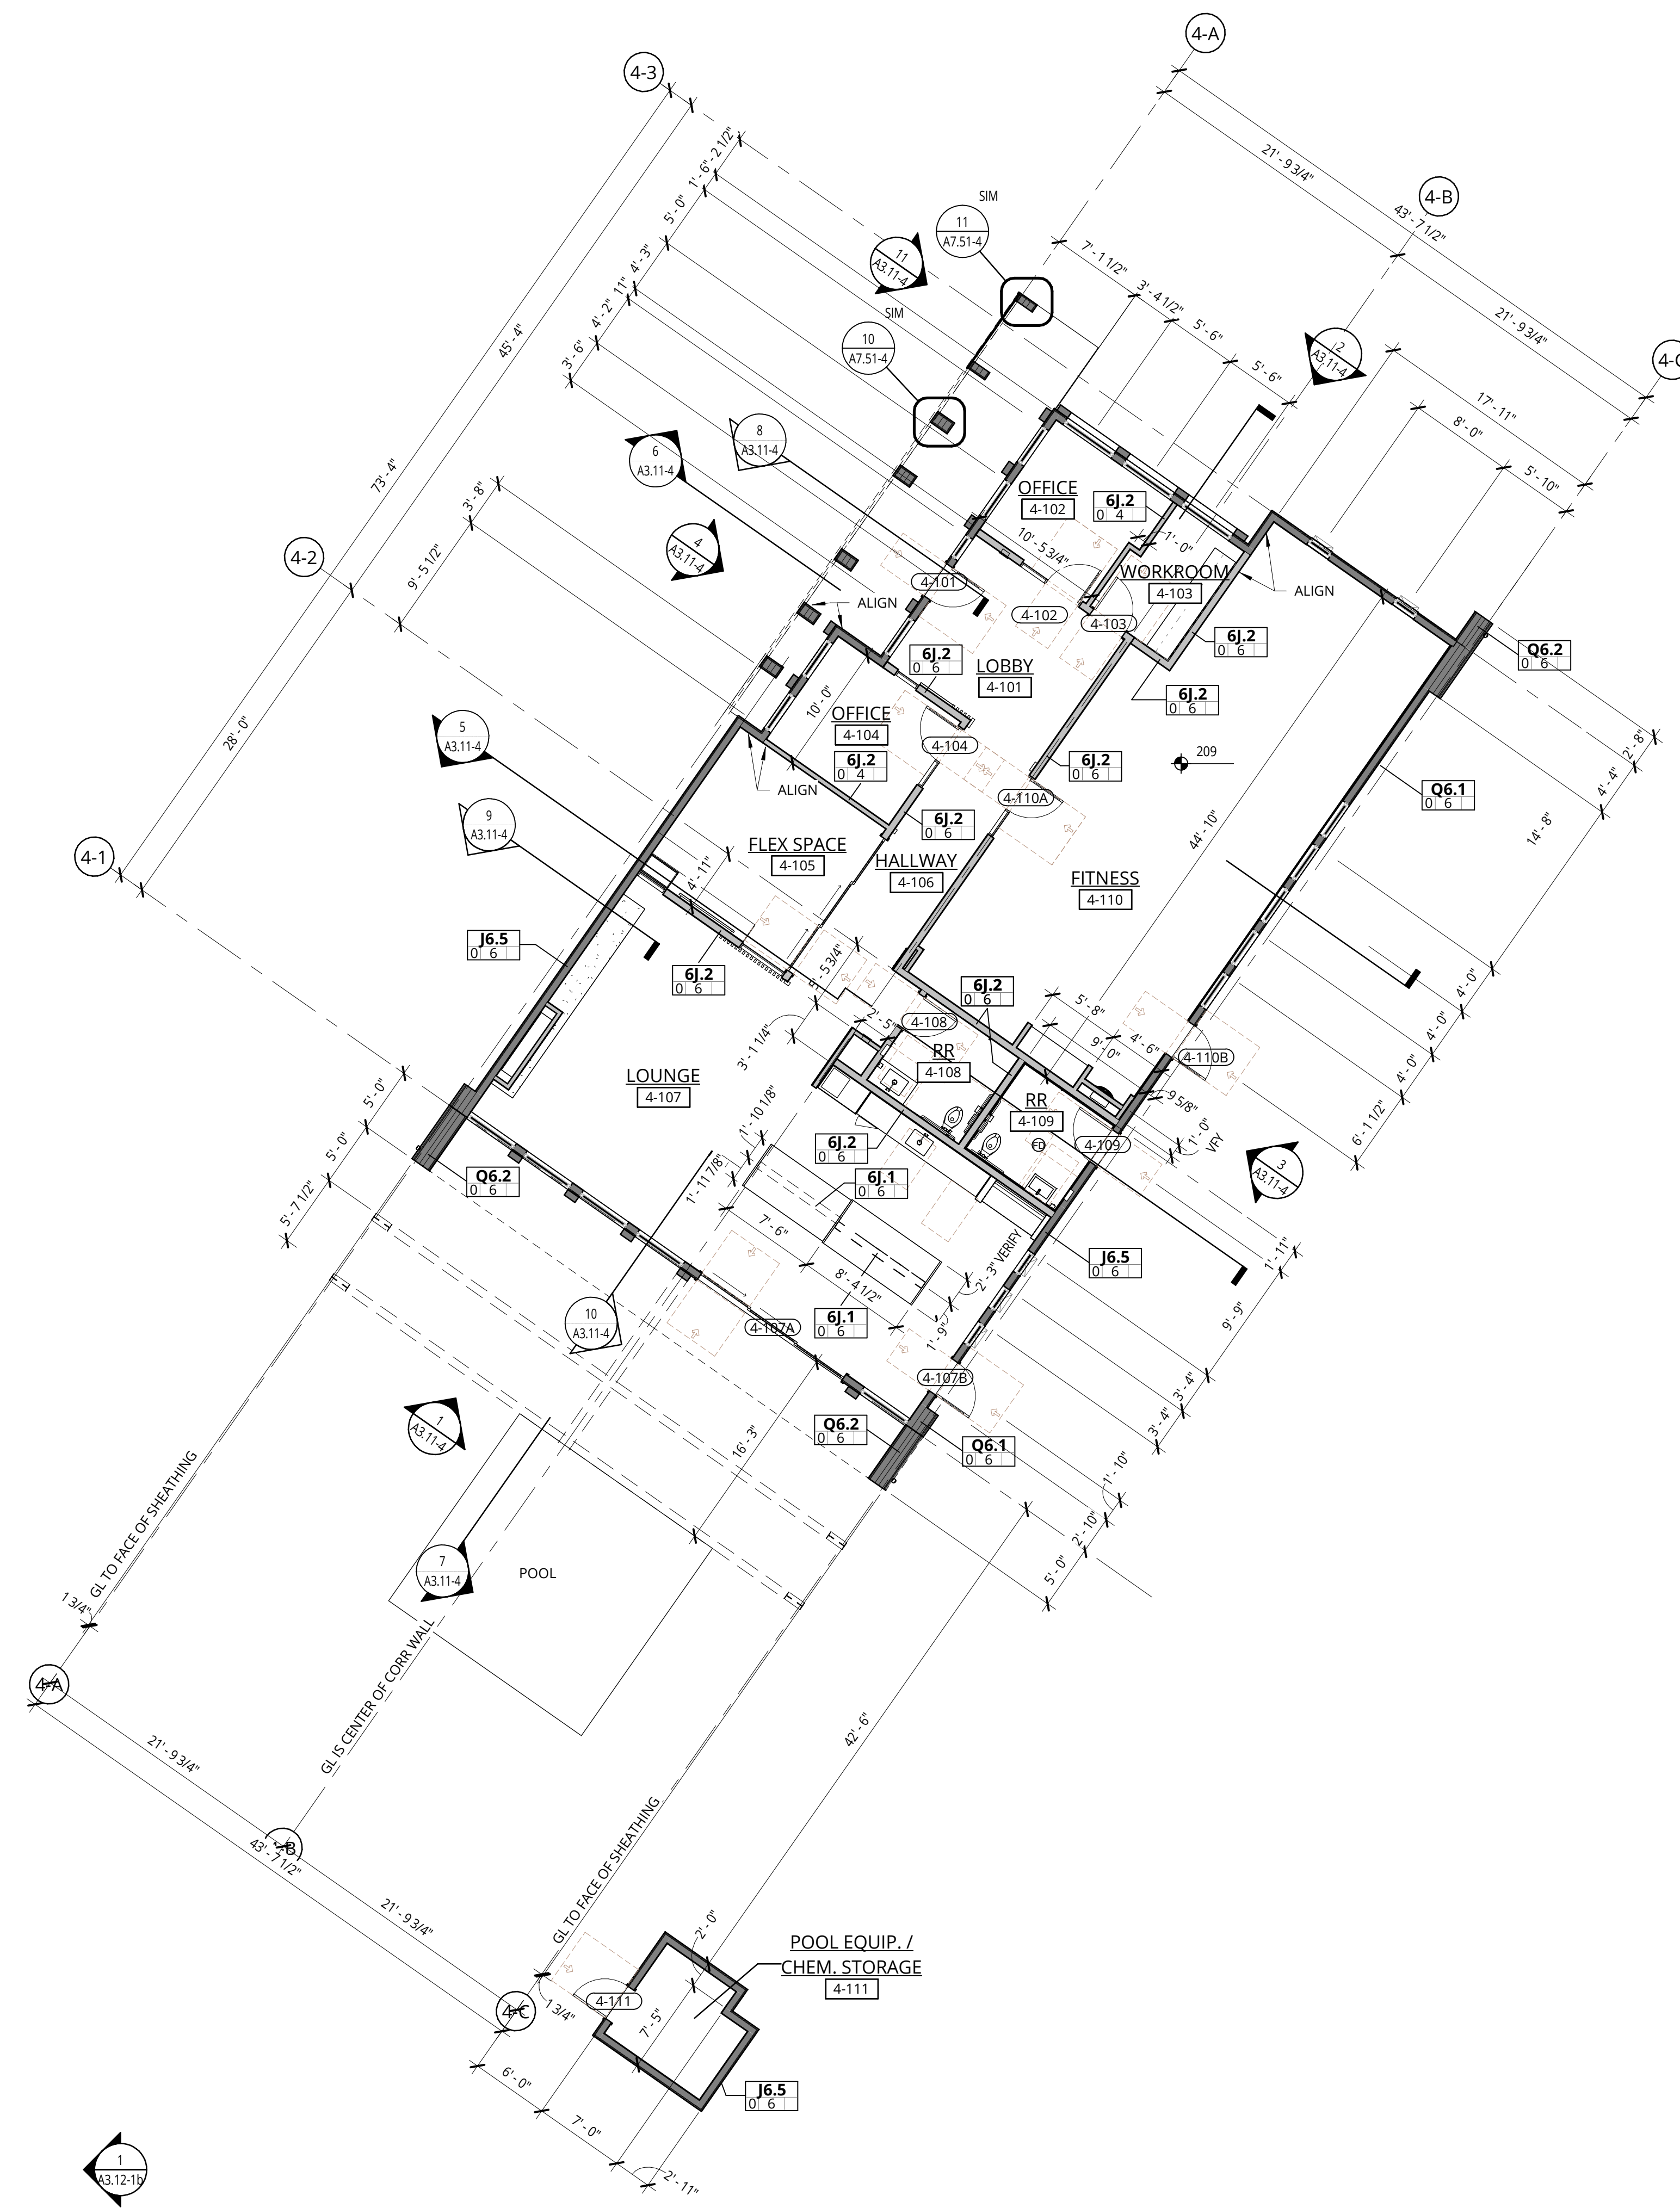 4-A
4-3
4-B
4-C
21' - 9 3/4"
43' - 7 1/2"
21' - 9 3/4"
1' - 6"
2 1/2"
5' - 0"
4' - 3"
11"
4' - 2"
3' - 6"
45' - 4"
73' - 4"
28' - 0"
SIM
11
A7.51-4
11
A3.11-4
SIM
10
A7.51-4
7' - 1 1/2"
3' - 4 1/2"
5' - 6"
5' - 6"
2
A3.11-4
17' - 11"
8' - 0"
5' - 10"
8
A3.11-4
6
A3.11-4
4
A3.11-4
3' - 8"
9' - 5 1/2"
4-2
OFFICE
4-102
6J.2
0 4
10' - 5 3/4"
1' - 0"
WORKROOM
4-103
ALIGN
4-101
ALIGN
4-102
4-103
6J.2
0 6
6J.2
0 6
LOBBY
4-101
6J.2
0 6
Q6.2
0 6
10' - 0"
OFFICE
4-104
4-104
6J.2
0 4
6J.2
0 6
209
5
A3.11-4
ALIGN
4-110A
Q6.1
0 6
2' - 8"
4' - 4"
14' - 8"
9
A3.11-4
6J.2
0 6
4-1
FLEX SPACE
4-105
HALLWAY
4-106
44' - 10"
FITNESS
4-110
4' - 11"
J6.5
0 6
6J.2
0 6
5 3/4"
6J.2
0 6
4' - 0"
4' - 0"
4' - 0"
6' - 1 1/2"
2' - 5"
4-108
5' - 8"
9' - 0"
4' - 6"
4-110B
3' - 1 1/4"
RR
4-108
LOUNGE
4-107
RR
4-109
9 5/8"
1' - 0"
VFY
FD
4-109
5' - 0"
5' - 0"
5' - 7 1/2"
1' - 10 1/8"
1' - 11 7/8"
6J.2
0 6
6J.1
0 6
Q6.2
0 6
3
A3.11-4
7' - 6"
8' - 4 1/2"
2' - 3" VERIFY
J6.5
0 6
1' - 11"
9' - 9"
3' - 4"
3' - 4"
10
A3.11-4
4-107A
6J.1
0 6
1' - 9"
4-107B
1
A3.11-4
16' - 3"
Q6.2
0 6
Q6.1
0 6
1' - 10"
2' - 10"
5' - 0"
GL TO FACE OF SHEATHING
1 3/4"
7
A3.11-4
POOL
GL IS CENTER OF CORR WALL
4-A
21' - 9 3/4"
43' - 7 1/2"
21' - 9 3/4"
42' - 6"
GL TO FACE OF SHEATHING
2' - 0"
POOL EQUIP. /
CHEM. STORAGE
4-111
4-111
4-C
1 3/4"
7' - 5"
6' - 0"
7' - 0"
2' - 11"
J6.5
0 6
1
A3.12-1b